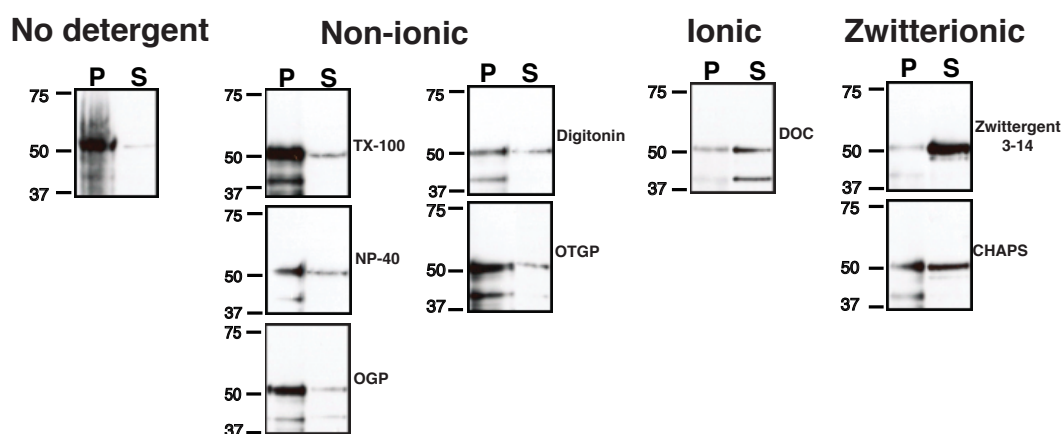 No detergent
Non-ionic
Ionic
Zwitterionic
P S
75
50
37
P S
75
50
37
TX-100
75
50
37
NP-40
75
50
37
OGP
P S
75
50
37
Digitonin
75
50
37
OTGP
P S
75
50
37
DOC
P S
75
50
37
Zwittergent
3-14
75
50
37
CHAPS